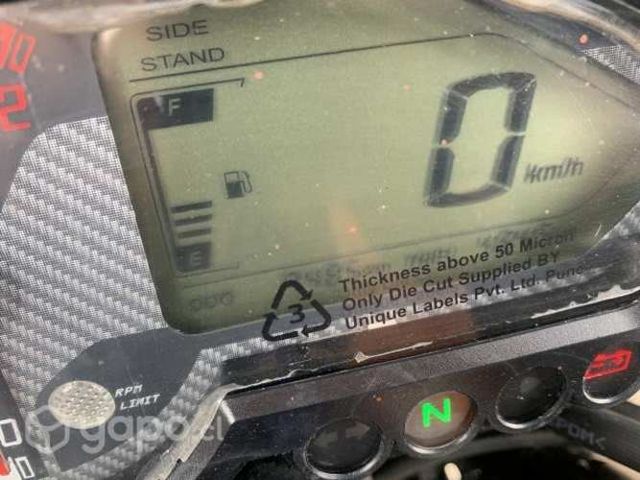 SIDE
STAND
F
0 km/h
E
ODO
Thickness above 50 Micron
Only Die Cut Supplied BY
Unique Labels Pvt. Ltd. Pune
3
RPM
LIMIT
N
gapo